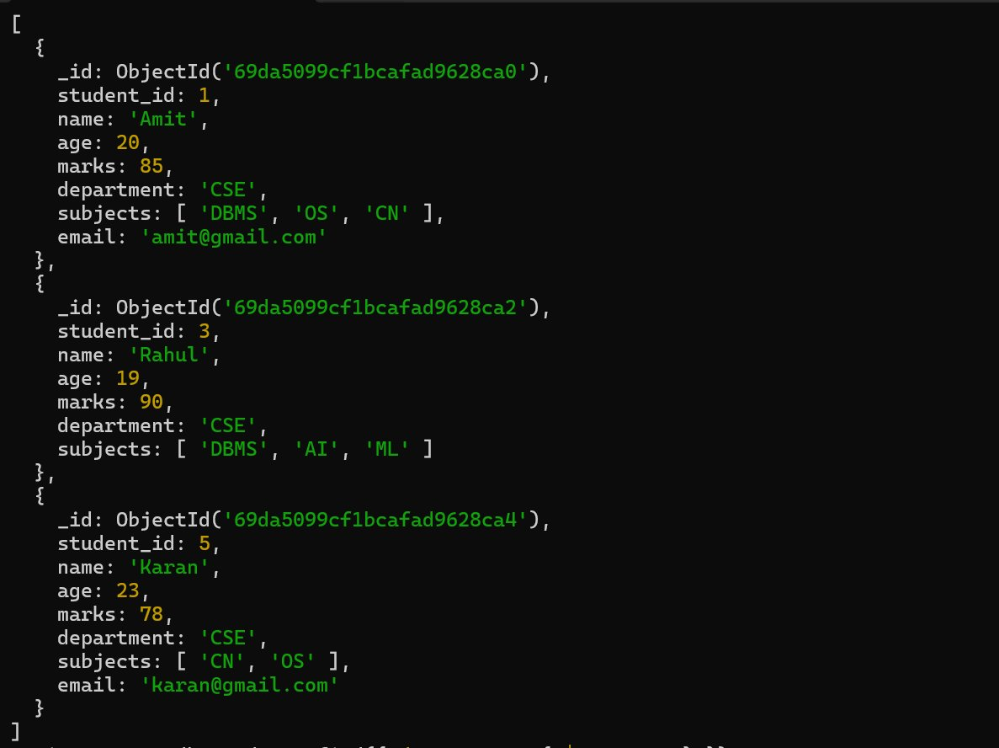 [
  {
    _id: ObjectId('69da5099cf1bcafad9628ca0'),
    student_id: 1,
    name: 'Amit',
    age: 20,
    marks: 85,
    department: 'CSE',
    subjects: [ 'DBMS', 'OS', 'CN' ],
    email: 'amit@gmail.com'
  },
  {
    _id: ObjectId('69da5099cf1bcafad9628ca2'),
    student_id: 3,
    name: 'Rahul',
    age: 19,
    marks: 90,
    department: 'CSE',
    subjects: [ 'DBMS', 'AI', 'ML' ]
  },
  {
    _id: ObjectId('69da5099cf1bcafad9628ca4'),
    student_id: 5,
    name: 'Karan',
    age: 23,
    marks: 78,
    department: 'CSE',
    subjects: [ 'CN', 'OS' ],
    email: 'karan@gmail.com'
  }
]